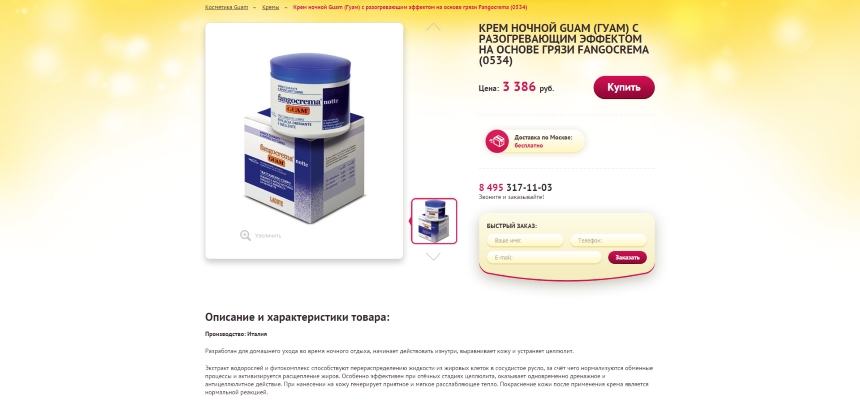 Косметика Guam – Кремы – Крем ночной Guam (Гуам) с разогревающим эффектом на основе грязи Fangocrema (0534)
КРЕМ НОЧНОЙ GUAM (ГУАМ) С
РАЗОГРЕВАЮЩИМ ЭФФЕКТОМ
НА ОСНОВЕ ГРЯЗИ FANGOCREMA
(0534)
Цена: 3 386 руб.
Купить
fangocrema notte
GUAM
fangocrema notte
GUAM
LACOTE
Увеличить
Доставка по Москве:
бесплатно
8 495 317-11-03
Звоните и заказывайте!
БЫСТРЫЙ ЗАКАЗ:
Ваше имя:
Телефон:
E-mail:
Заказать
Описание и характеристики товара:
Производство: Италия
Разработан для домашнего ухода во время ночного отдыха, начинает действовать изнутри, выравнивает кожу и устраняет целлюлит.
Экстракт водорослей и фитокомплекс способствуют перераспределению жидкости из жировых клеток в сосудистое русло, за счёт чего нормализуются обменные
процессы и активизируется расщепление жиров. Особенно эффективен при отёчных стадиях целлюлита, оказывает одновременно дренажное и
антицеллюлитное действие. При нанесении на кожу генерирует приятное и мягкое расслабляющее тепло. Покраснение кожи после применения крема является
нормальной реакцией.